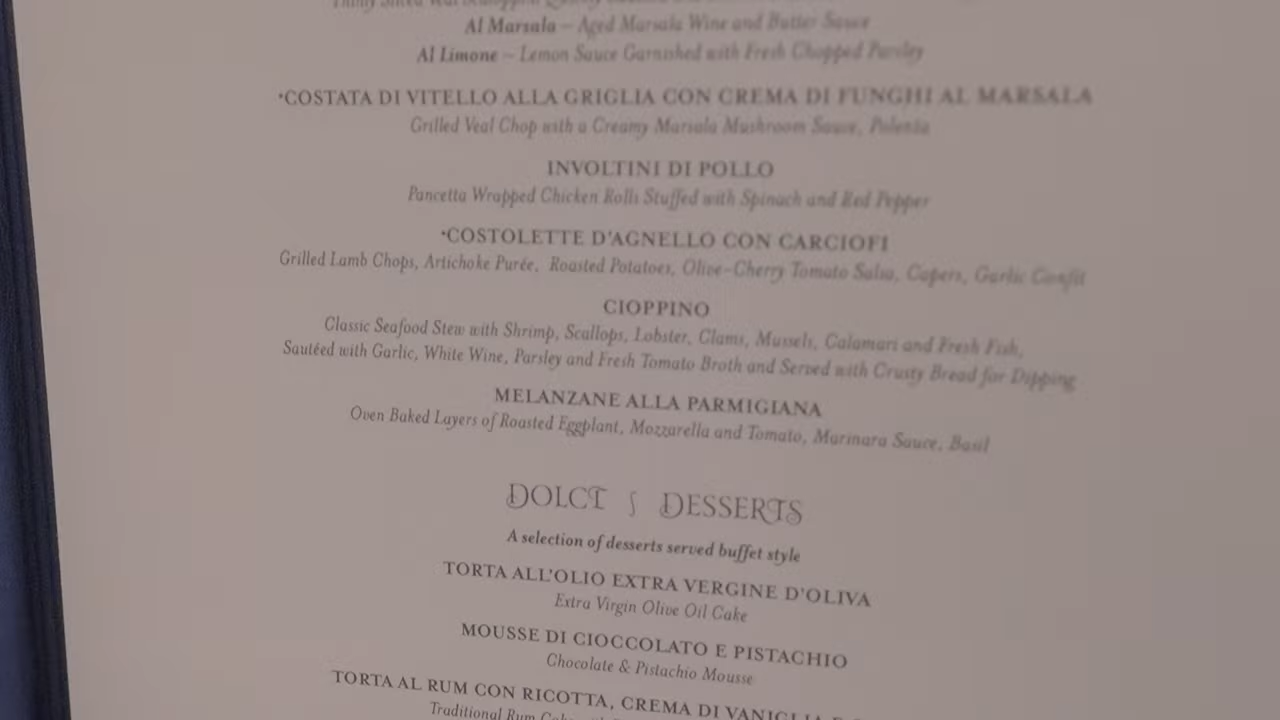 Al Marsala – Aged Marsala Wine and Butter Sauce
Al Limone – Lemon Sauce Garnished with Fresh Chopped Parsley
*COSTATA DI VITELLO ALLA GRIGLIA CON CREMA DI FUNGHI AL MARSALA
Grilled Veal Chop with a Creamy Marsala Mushroom Sauce, Polenta
INVOLTINI DI POLLO
Pancetta Wrapped Chicken Rolls Stuffed with Spinach and Red Pepper
*COSTOLETTE D'AGNELLO CON CARCIOFI
Grilled Lamb Chops, Artichoke Purée, Roasted Potatoes, Olive-Cherry Tomato Salsa, Capers, Garlic Confit
CIOPPINO
Classic Seafood Stew with Shrimp, Scallops, Lobster, Clams, Mussels, Calamari and Fresh Fish,
Sautéed with Garlic, White Wine, Parsley and Fresh Tomato Broth and Served with Crusty Bread for Dipping
MELANZANE ALLA PARMIGIANA
Oven Baked Layers of Roasted Eggplant, Mozzarella and Tomato, Marinara Sauce, Basil
DOLCI ∫ DESSERTS
A selection of desserts served buffet style
TORTA ALL'OLIO EXTRA VERGINE D'OLIVA
Extra Virgin Olive Oil Cake
MOUSSE DI CIOCCOLATO E PISTACHIO
Chocolate & Pistachio Mousse
TORTA AL RUM CON RICOTTA, CREMA DI VANIGLIA E
Traditional Rum Cake with